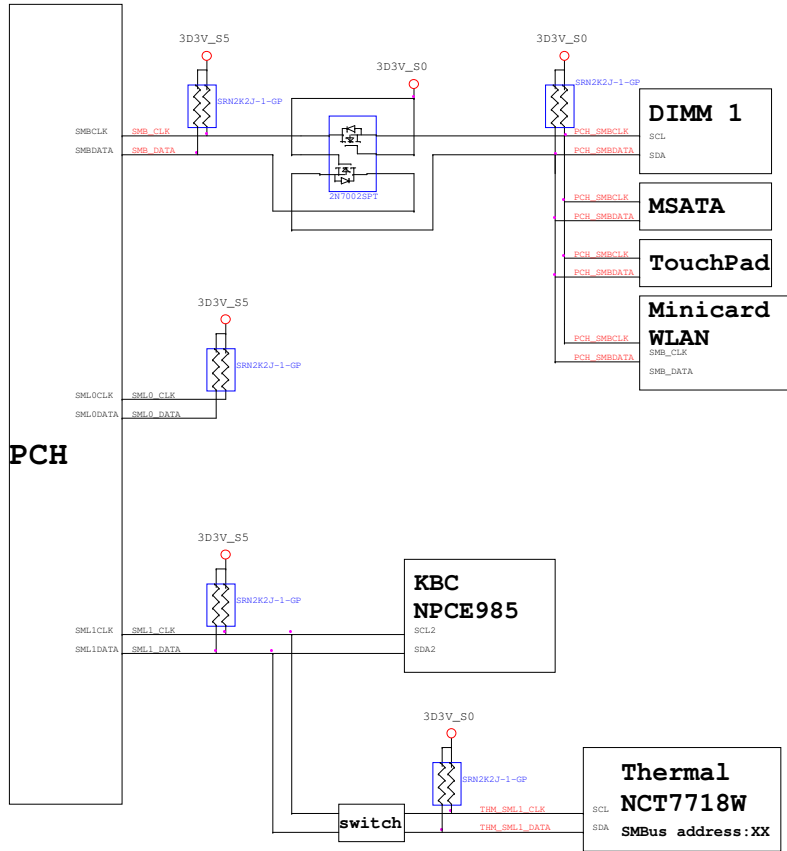 3D3V_S5
3D3V_S0
3D3V_S0
SRN2K2J-1-GP
SRN2K2J-1-GP
DIMM 1
SMBCLK
SMB_CLK
PCH_SMBCLK
SCL
SMBDATA
SMB_DATA
PCH_SMBDATA
SDA
2N7002SPT
PCH_SMBCLK
MSATA
PCH_SMBDATA
PCH_SMBCLK
TouchPad
PCH_SMBDATA
Minicard
WLAN
PCH_SMBCLK
SMB_CLK
PCH_SMBDATA
SMB_DATA
3D3V_S5
SRN2K2J-1-GP
SML0CLK
SML0_CLK
SML0DATA
SML0_DATA
PCH
3D3V_S5
SRN2K2J-1-GP
KBC
NPCE985
SML1CLK
SML1_CLK
SCL2
SML1DATA
SML1_DATA
SDA2
3D3V_S0
SRN2K2J-1-GP
Thermal
NCT7718W
switch
THM_SML1_CLK
SCL
THM_SML1_DATA
SDA
SMBus address:XX